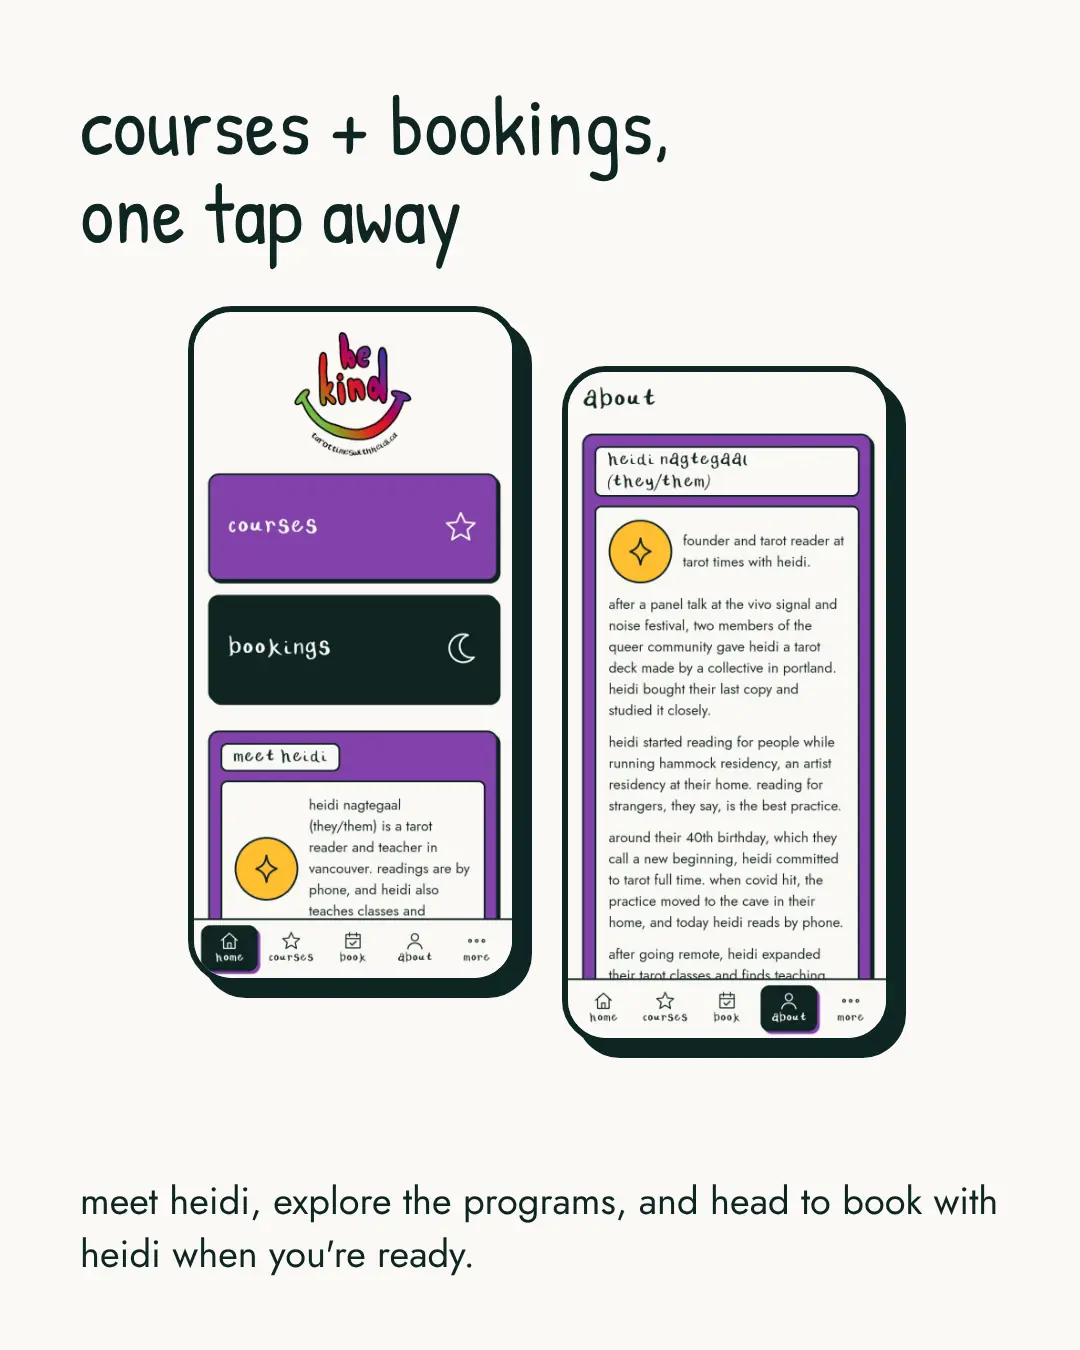 courses + bookings,
one tap away
be
kind
tarottimeswithheidi.ca
courses
bookings
meet heidi
heidi nagtegaal
(they/them) is a tarot
reader and teacher in
vancouver. readings are by
phone, and heidi also
teaches classes and
home
courses
book
about
more
about
heidi nagtegaal
(they/them)
founder and tarot reader at
tarot times with heidi.
after a panel talk at the vivo signal and
noise festival, two members of the
queer community gave heidi a tarot
deck made by a collective in portland.
heidi bought their last copy and
studied it closely.
heidi started reading for people while
running hammock residency, an artist
residency at their home. reading for
strangers, they say, is the best practice.
around their 40th birthday, which they
call a new beginning, heidi committed
to tarot full time. when covid hit, the
practice moved to the cave in their
home, and today heidi reads by phone.
after going remote, heidi expanded
their tarot classes and finds teaching
home
courses
book
about
more
meet heidi, explore the programs, and head to book with
heidi when you're ready.